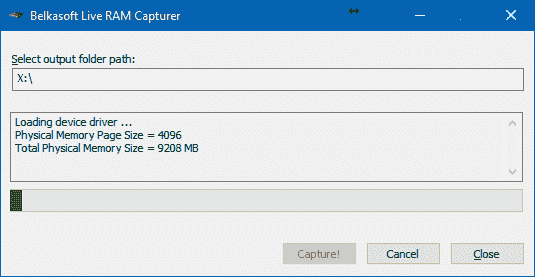 Belkasoft Live RAM Capturer
Select output folder path:
X:\
Loading device driver ...
Physical Memory Page Size = 4096
Total Physical Memory Size = 9208 MB
Capture!
Cancel
Close